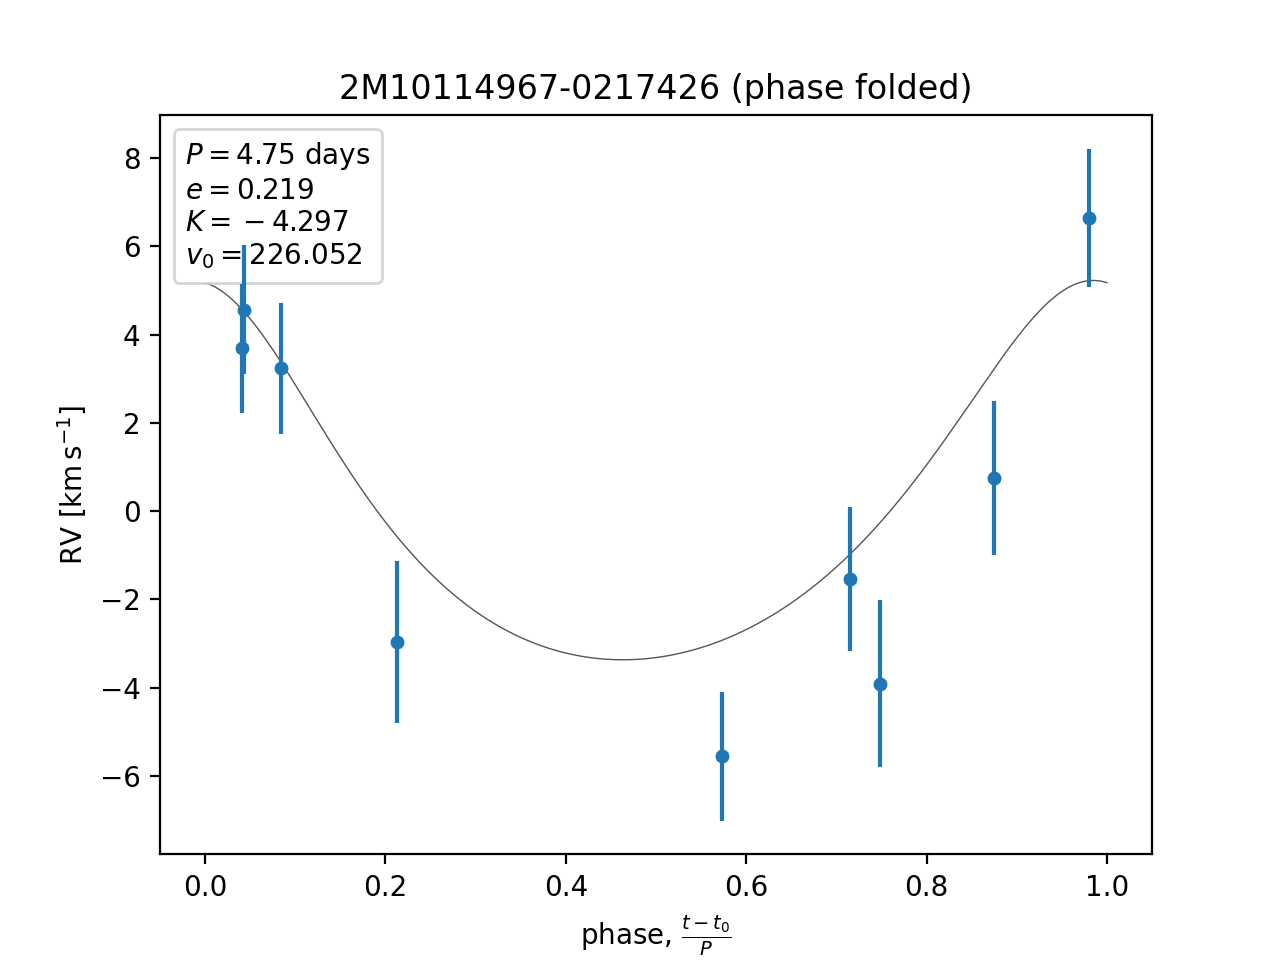 2M10114967-0217426 (phase folded)
P = 4.75 days
e = 0.219
K = −4.297
v₀ = 226.052
8
6
4
2
0
−2
−4
−6
RV [km s⁻¹]
0.0 0.2 0.4 0.6 0.8 1.0
phase, (t − t₀)/P